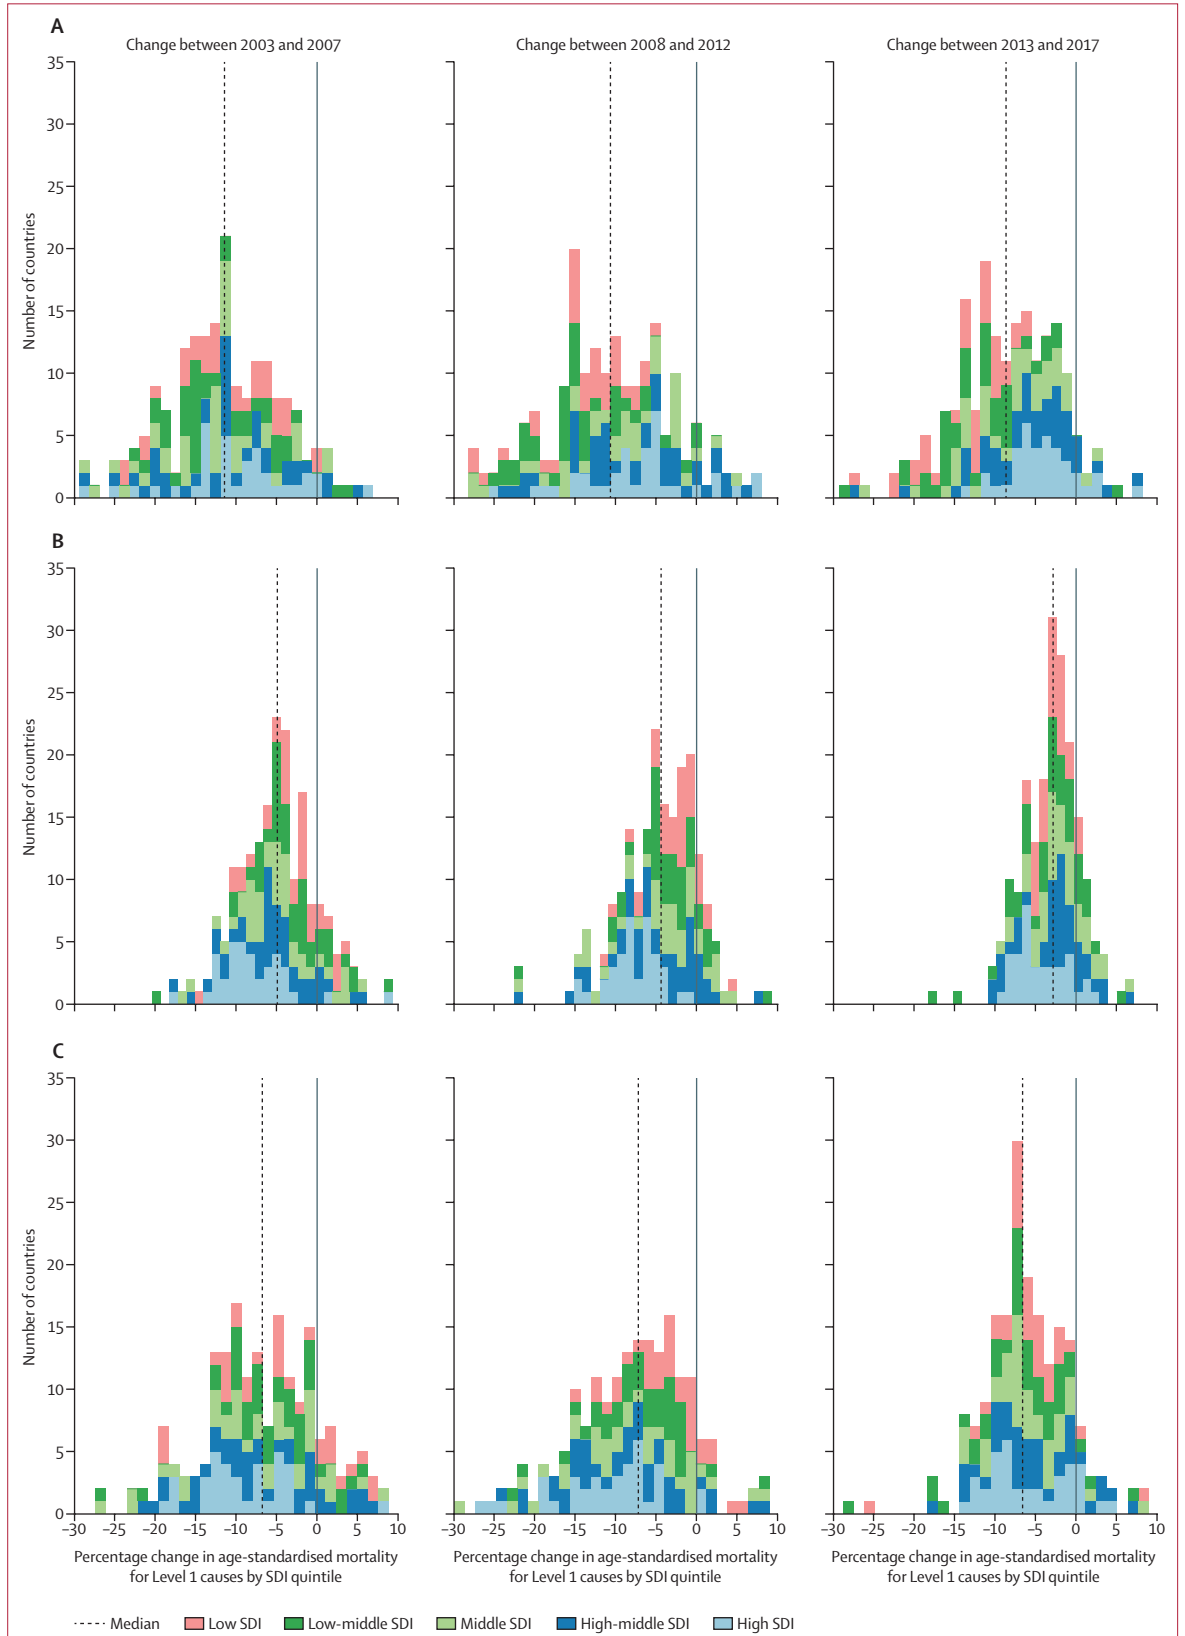 A
Change between 2003 and 2007
Change between 2008 and 2012
Change between 2013 and 2017
35
30
25
20
15
10
5
0
Number of countries
B
35
30
25
20
15
10
5
0
Number of countries
C
35
30
25
20
15
10
5
0
Number of countries
−30 −25 −20 −15 −10 −5 0 5 10
−30 −25 −20 −15 −10 −5 0 5 10
−30 −25 −20 −15 −10 −5 0 5 10
Percentage change in age-standardised mortality
for Level 1 causes by SDI quintile
Percentage change in age-standardised mortality
for Level 1 causes by SDI quintile
Percentage change in age-standardised mortality
for Level 1 causes by SDI quintile
Median Low SDI Low-middle SDI Middle SDI High-middle SDI High SDI